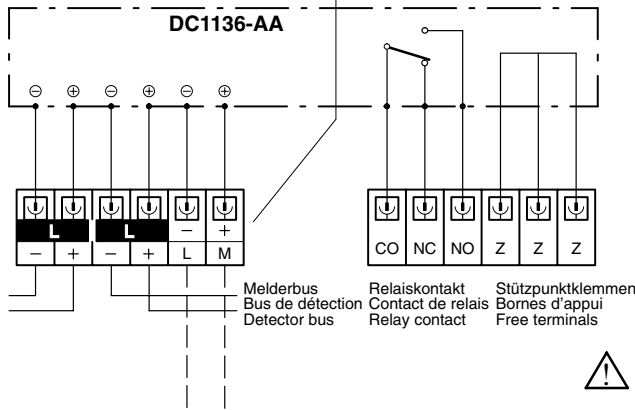 DC1136-AA
⊖ ⊕ ⊖ ⊕ ⊖ ⊕
L L − +
− + − + L M
CO NC NO Z Z Z
Melderbus
Bus de détection
Detector bus
Relaiskontakt
Contact de relais
Relay contact
Stützpunktklemmen
Bornes d'appui
Free terminals
!